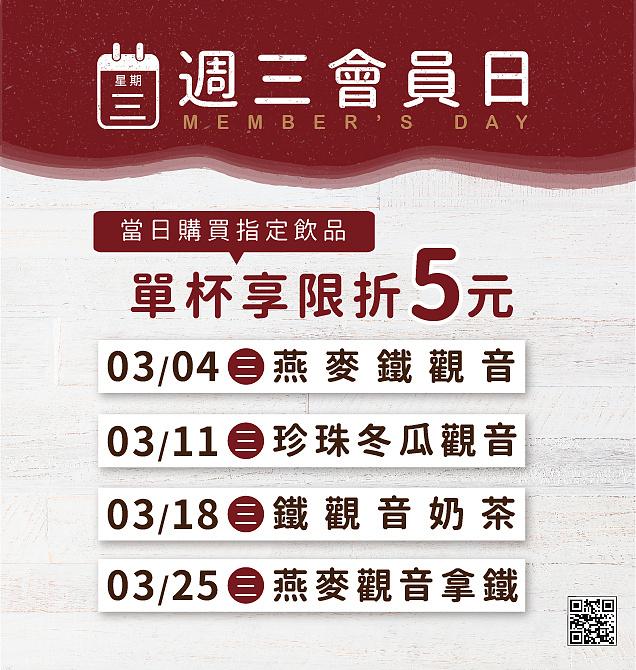 星期
三
週三會員日
MEMBER'S DAY
當日購買指定飲品
單杯享限折5元
03/04 三 燕麥鐵觀音
03/11 三 珍珠冬瓜觀音
03/18 三 鐵觀音奶茶
03/25 三 燕麥觀音拿鐵